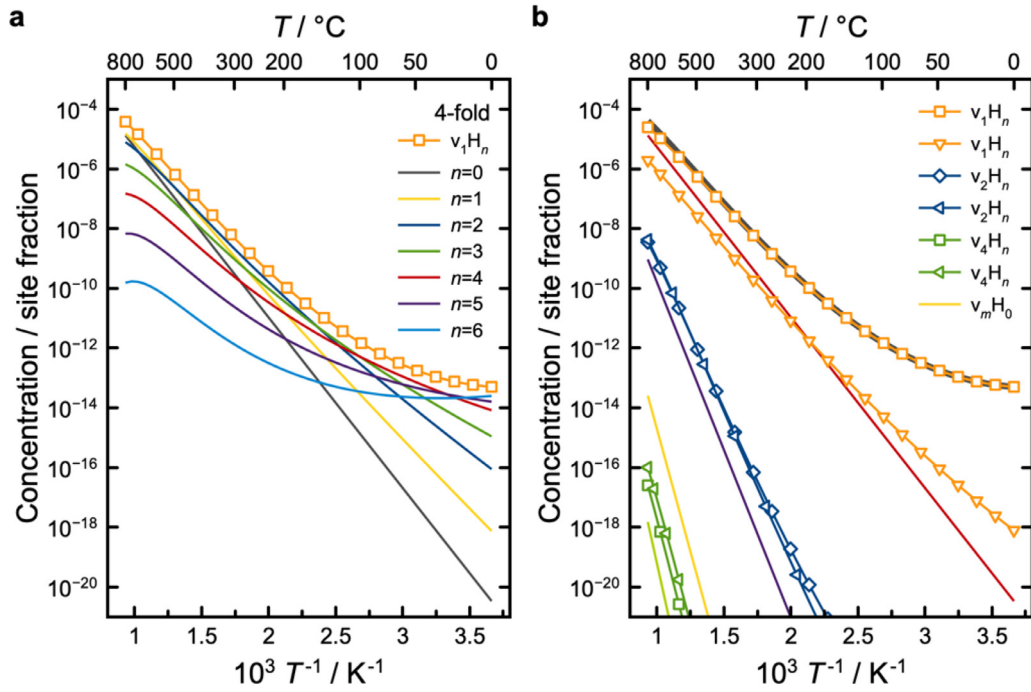 a
T / °C
800 500 300 200 100 50 0
Concentration / site fraction
10⁻⁴
10⁻⁶
10⁻⁸
10⁻¹⁰
10⁻¹²
10⁻¹⁴
10⁻¹⁶
10⁻¹⁸
10⁻²⁰
4-fold
v₁Hₙ
n=0
n=1
n=2
n=3
n=4
n=5
n=6
1 1.5 2 2.5 3 3.5
10³ T⁻¹ / K⁻¹
b
T / °C
800 500 300 200 100 50 0
Concentration / site fraction
10⁻⁴
10⁻⁶
10⁻⁸
10⁻¹⁰
10⁻¹²
10⁻¹⁴
10⁻¹⁶
10⁻¹⁸
10⁻²⁰
v₁Hₙ
v₁Hₙ
v₂Hₙ
v₂Hₙ
v₄Hₙ
v₄Hₙ
vₘH₀
1 1.5 2 2.5 3 3.5
10³ T⁻¹ / K⁻¹